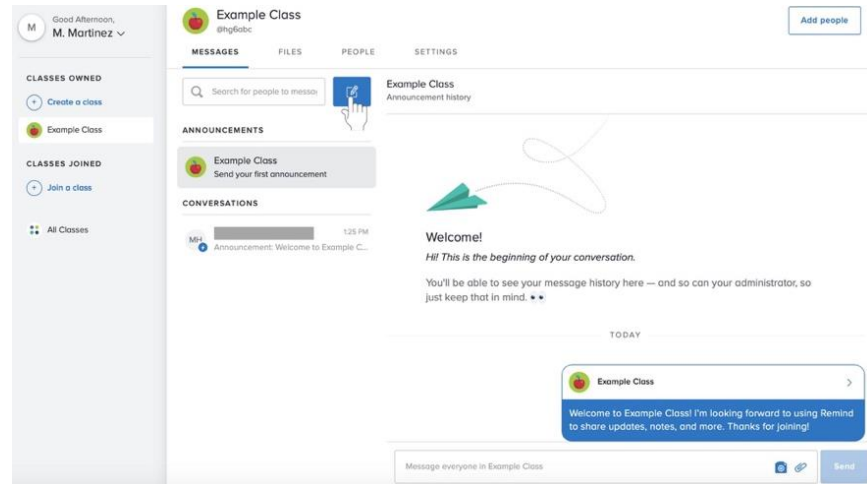 M
Good Afternoon,
M. Martinez
CLASSES OWNED
Create a class
Example Class
CLASSES JOINED
Join a class
All Classes
Example Class
@hg6abc
Add people
MESSAGES FILES PEOPLE SETTINGS
Search for people to messa
ANNOUNCEMENTS
Example Class
Send your first announcement
CONVERSATIONS
MH
1:25 PM
Announcement: Welcome to Example C...
Example Class
Announcement history
Welcome!
Hi! This is the beginning of your conversation.
You'll be able to see your message history here — and so can your administrator, so
just keep that in mind. 👀
TODAY
Example Class
Welcome to Example Class! I'm looking forward to using Remind
to share updates, notes, and more. Thanks for joining!
Message everyone in Example Class
Send